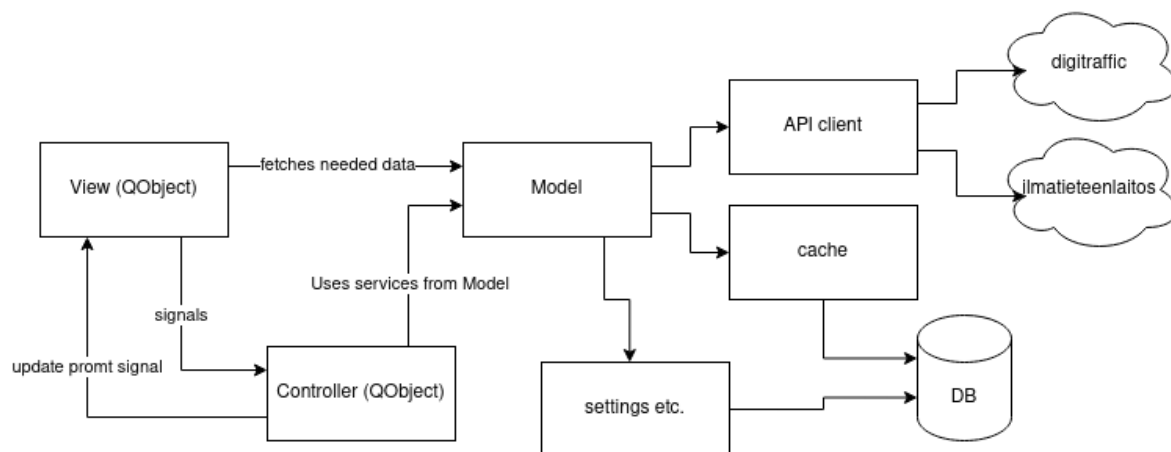 digitraffic
API client
fetches needed data
View (QObject)
Model
ilmatieteenlaitos
cache
Uses services from Model
signals
update promt signal
Controller (QObject)
settings etc.
DB